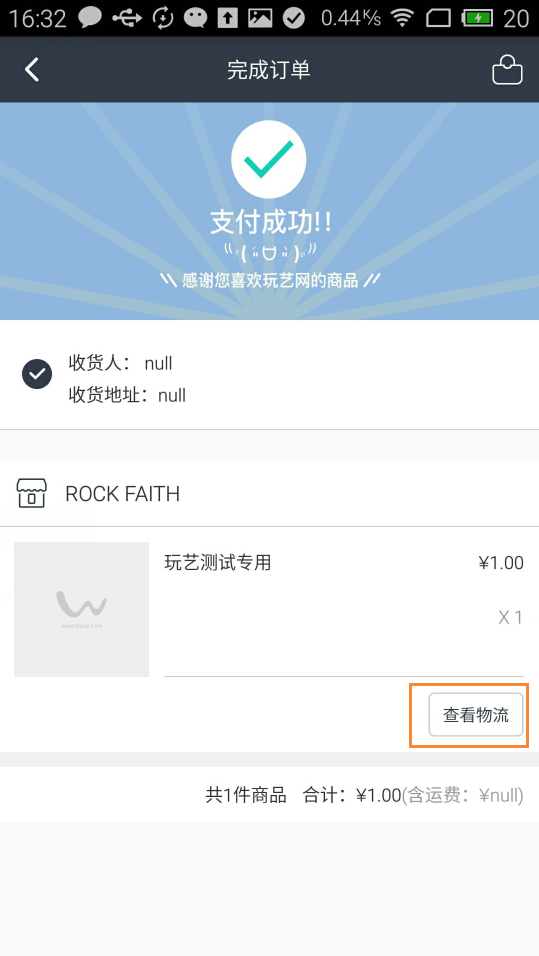 16:32 0.44 K/s 20
完成订单
支付成功!!
感谢您喜欢玩艺网的商品
收货人： null
收货地址：null
ROCK FAITH
玩艺测试专用 ¥1.00
WANTEASE.COM
X 1
查看物流
共1件商品 合计：¥1.00(含运费：¥null)